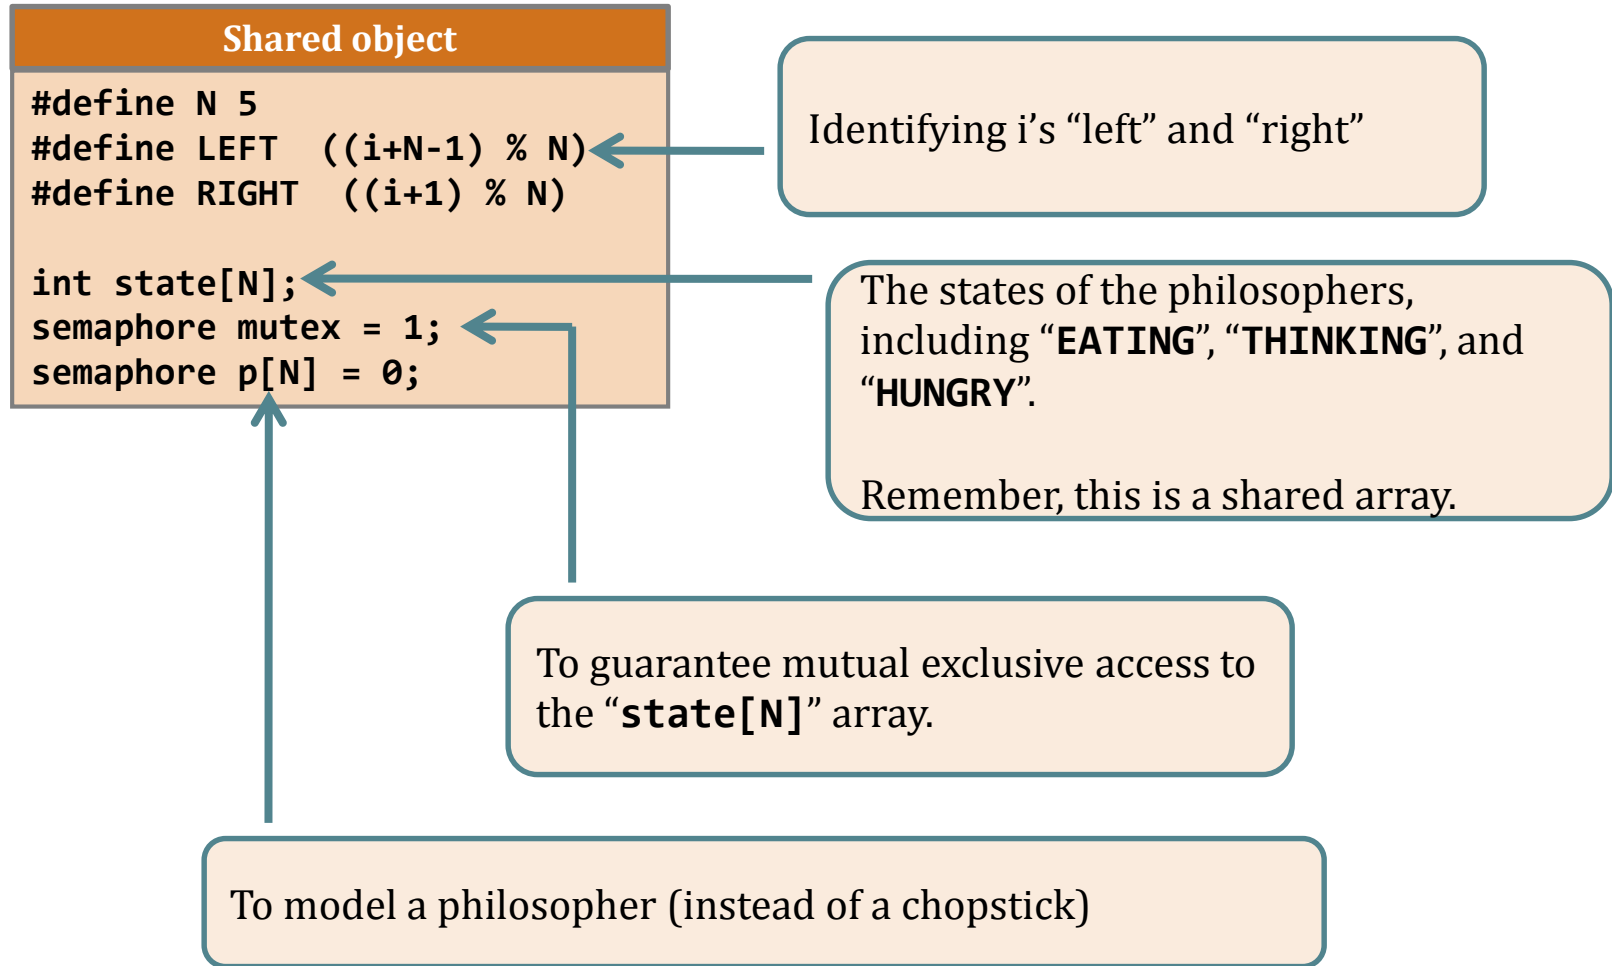 Shared object
#define N 5
#define LEFT  ((i+N-1) % N)
#define RIGHT  ((i+1) % N)
int state[N];
semaphore mutex = 1;
semaphore p[N] = 0;
Identifying i’s “left” and “right”
The states of the philosophers,
including “EATING”, “THINKING”, and
“HUNGRY”.
Remember, this is a shared array.
To guarantee mutual exclusive access to
the “state[N]” array.
To model a philosopher (instead of a chopstick)